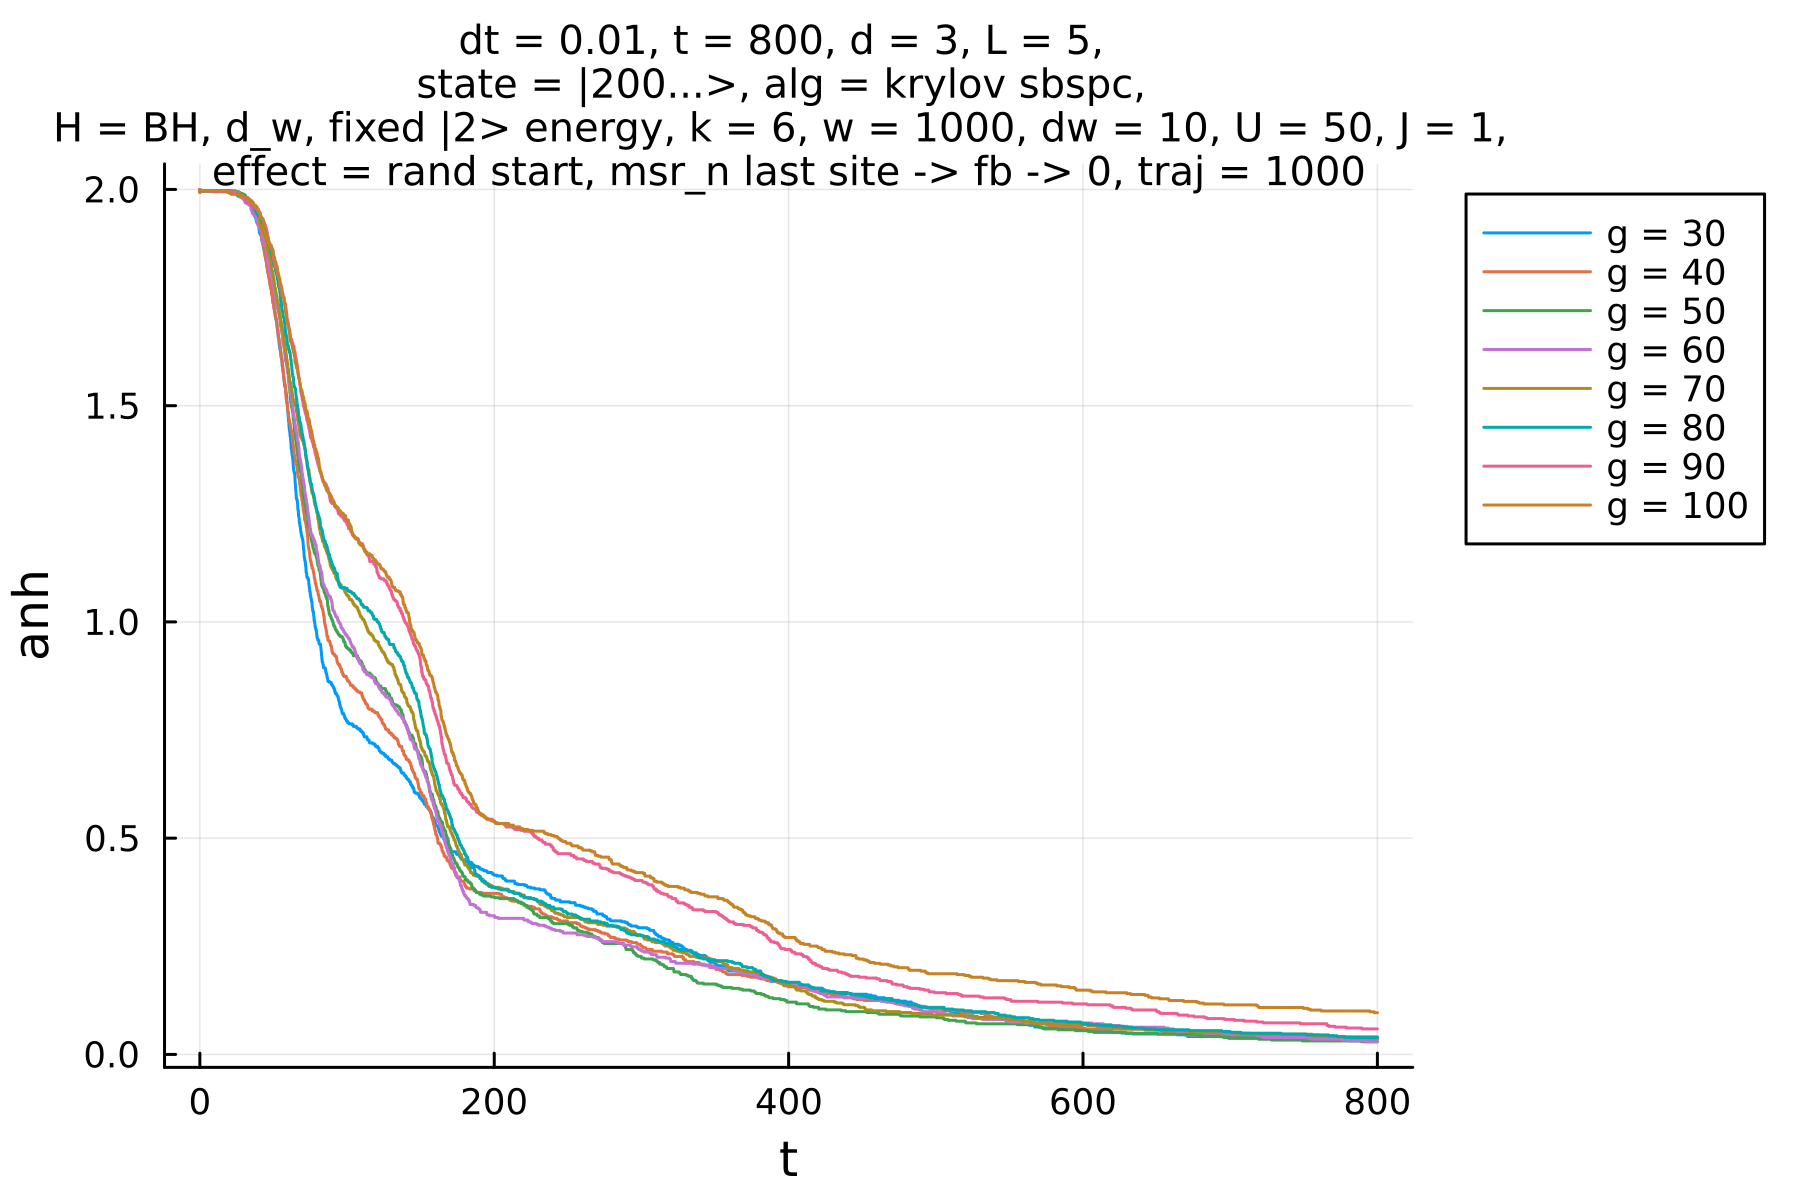 dt = 0.01, t = 800, d = 3, L = 5,
state = |200...>, alg = krylov sbspc,
H = BH, d_w, fixed |2> energy, k = 6, w = 1000, dw = 10, U = 50, J = 1,
effect = rand start, msr_n last site -> fb -> 0, traj = 1000
2.0
1.5
1.0
0.5
0.0
anh
0 200 400 600 800
t
g = 30
g = 40
g = 50
g = 60
g = 70
g = 80
g = 90
g = 100